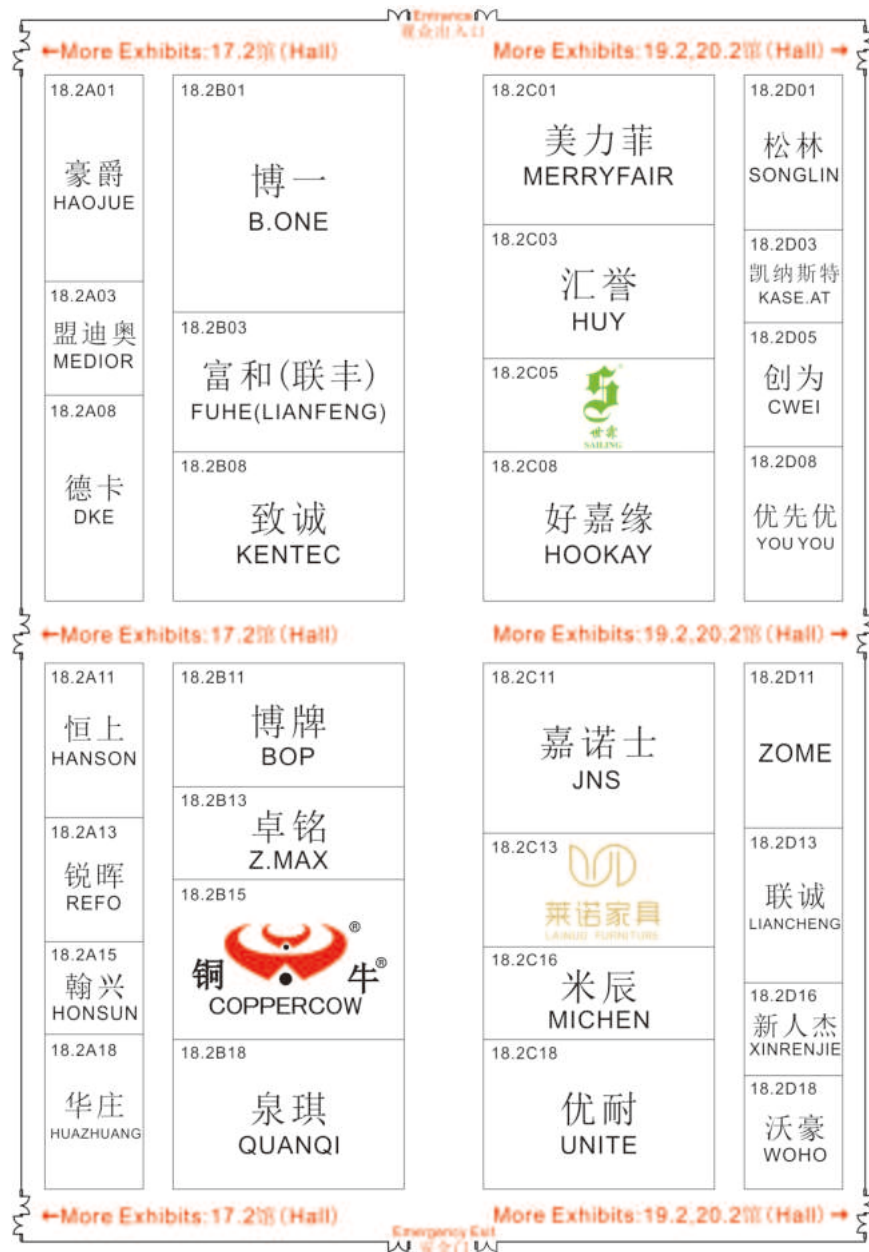 Entrance
观众出入口
←More Exhibits:17.2馆(Hall)
More Exhibits:19.2,20.2馆(Hall)→
18.2A01
豪爵
HAOJUE
18.2A03
盟迪奥
MEDIOR
18.2A08
德卡
DKE
18.2B01
博一
B.ONE
18.2B03
富和(联丰)
FUHE(LIANFENG)
18.2B08
致诚
KENTEC
18.2C01
美力菲
MERRYFAIR
18.2C03
汇誉
HUY
18.2C05
®
世霖
SAILING
18.2C08
好嘉缘
HOOKAY
18.2D01
松林
SONGLIN
18.2D03
凯纳斯特
KASE.AT
18.2D05
创为
CWEI
18.2D08
优先优
YOU YOU
←More Exhibits:17.2馆(Hall)
More Exhibits:19.2,20.2馆(Hall)→
18.2A11
恒上
HANSON
18.2A13
锐晖
REFO
18.2A15
翰兴
HONSUN
18.2A18
华庄
HUAZHUANG
18.2B11
博牌
BOP
18.2B13
卓铭
Z.MAX
18.2B15
®
铜牛®
COPPERCOW
18.2B18
泉琪
QUANQI
18.2C11
嘉诺士
JNS
18.2C13
莱诺家具
LAINUO FURNITURE
18.2C16
米辰
MICHEN
18.2C18
优耐
UNITE
18.2D11
ZOME
18.2D13
联诚
LIANCHENG
18.2D16
新人杰
XINRENJIE
18.2D18
沃豪
WOHO
←More Exhibits:17.2馆(Hall)
More Exhibits:19.2,20.2馆(Hall)→
Emergency Exit
安全门